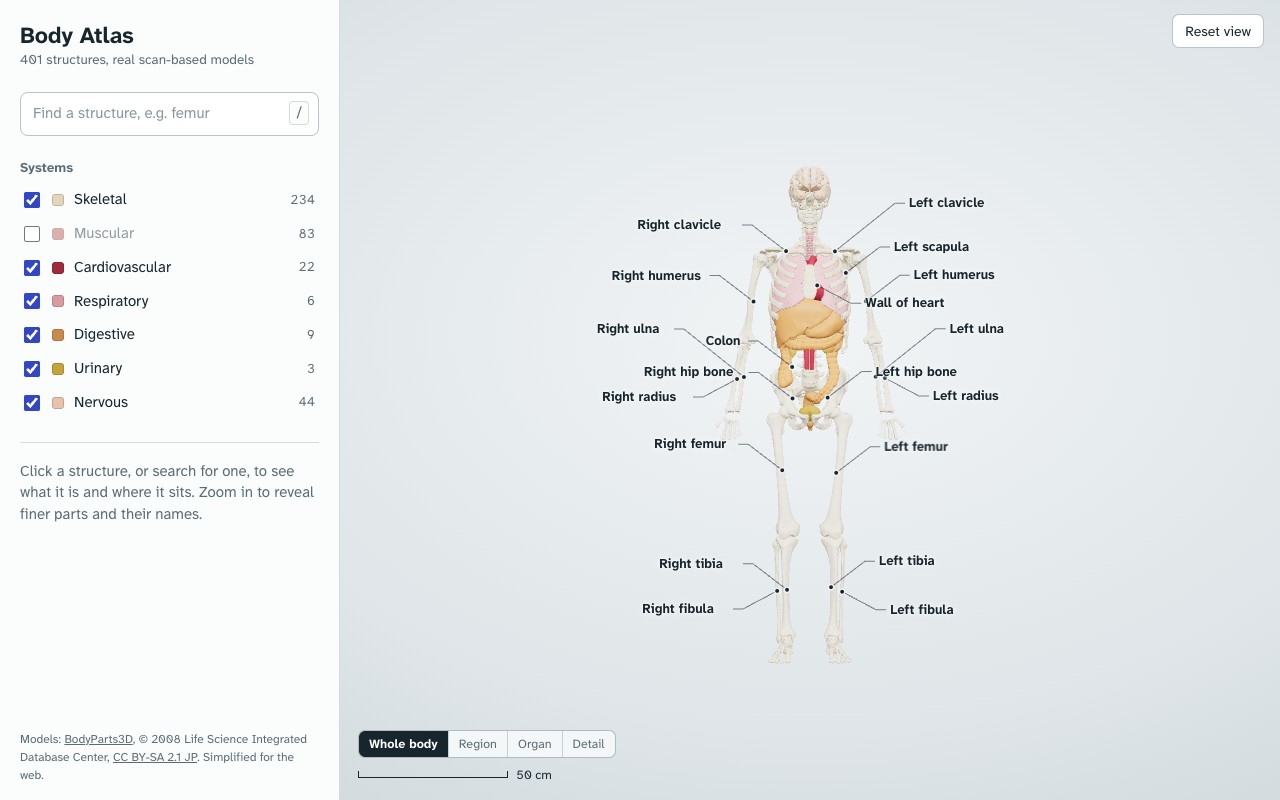 Body Atlas
401 structures, real scan-based models
Find a structure, e.g. femur /
Systems
Skeletal 234
Muscular 83
Cardiovascular 22
Respiratory 6
Digestive 9
Urinary 3
Nervous 44
Click a structure, or search for one, to see
what it is and where it sits. Zoom in to reveal
finer parts and their names.
Models: BodyParts3D, © 2008 Life Science Integrated
Database Center, CC BY-SA 2.1 JP. Simplified for the
web.
Reset view
Left clavicle
Right clavicle
Left scapula
Right humerus
Left humerus
Wall of heart
Right ulna
Left ulna
Colon
Right hip bone
Left hip bone
Right radius
Left radius
Right femur
Left femur
Right tibia
Left tibia
Right fibula
Left fibula
Whole body Region Organ Detail
50 cm